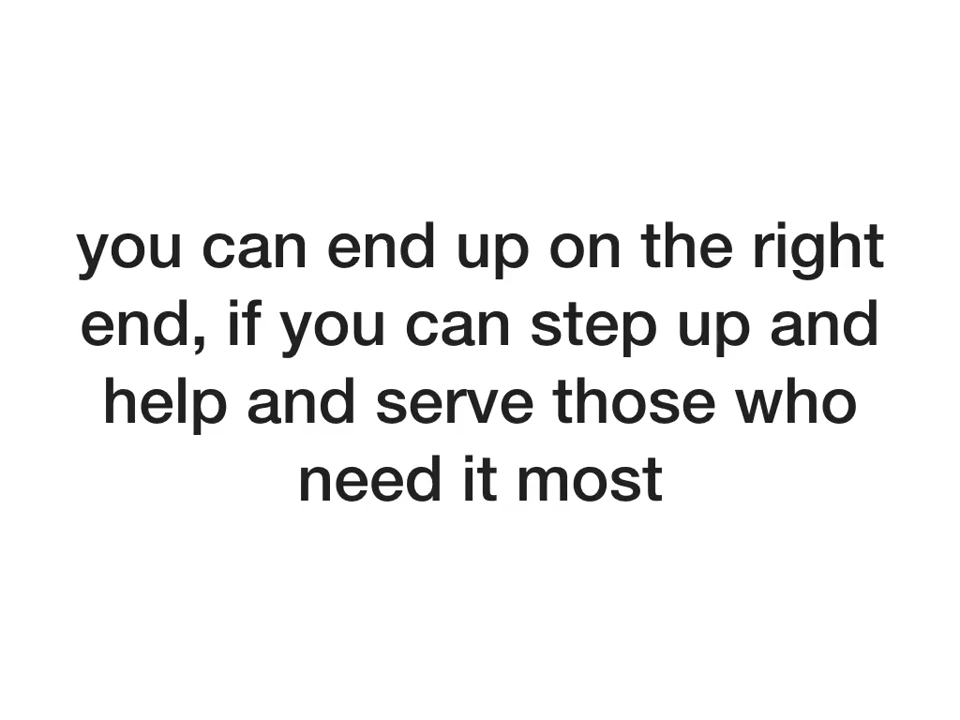 you can end up on the right
end, if you can step up and
help and serve those who
need it most